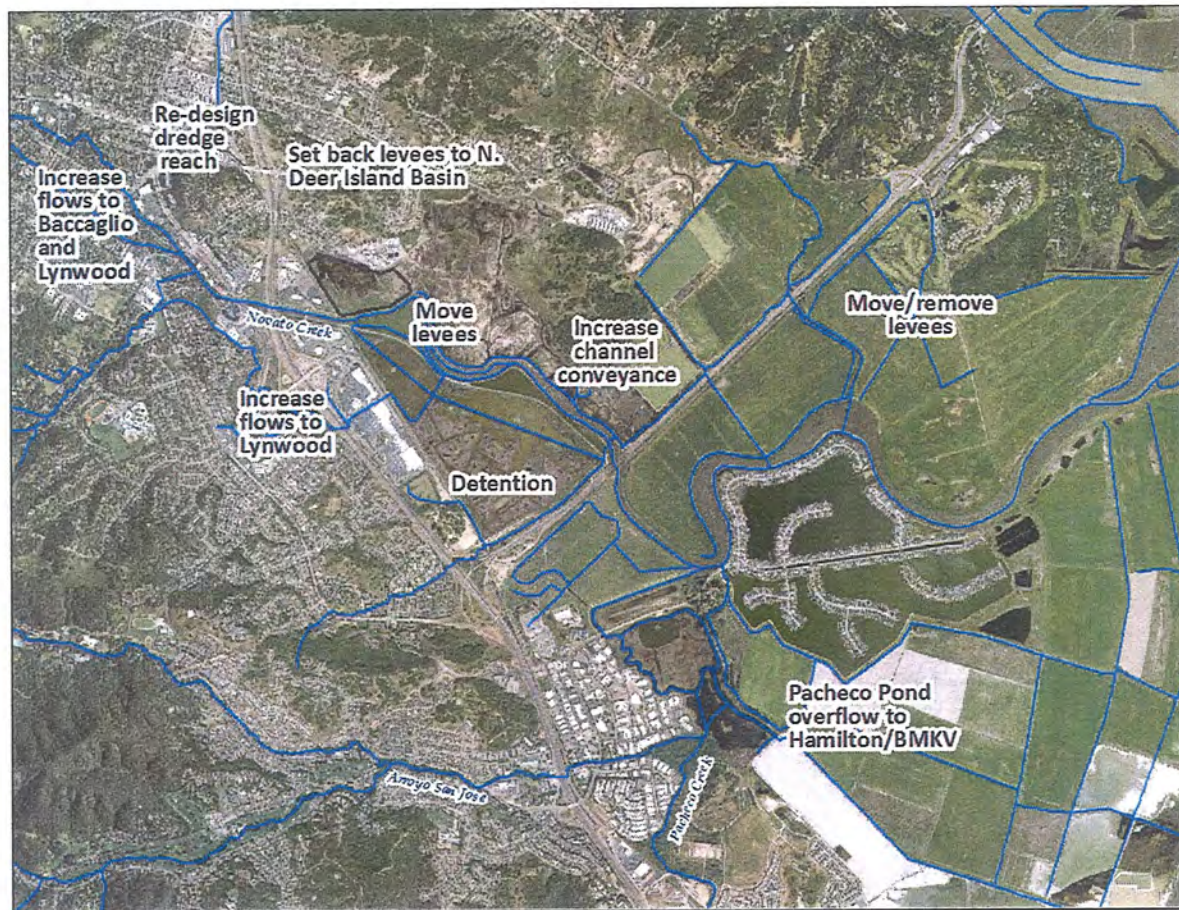 Re-design
dredge
reach
Set back levees to N.
Deer Island Basin
Increase
flows to
Baccaglio
and
Lynwood
Novato Creek
Move
levees
Increase
channel
conveyance
Move/remove
levees
Increase
flows to
Lynwood
Detention
Pacheco Pond
overflow to
Hamilton/BMKV
Arroyo San Jose
Pacheco Creek